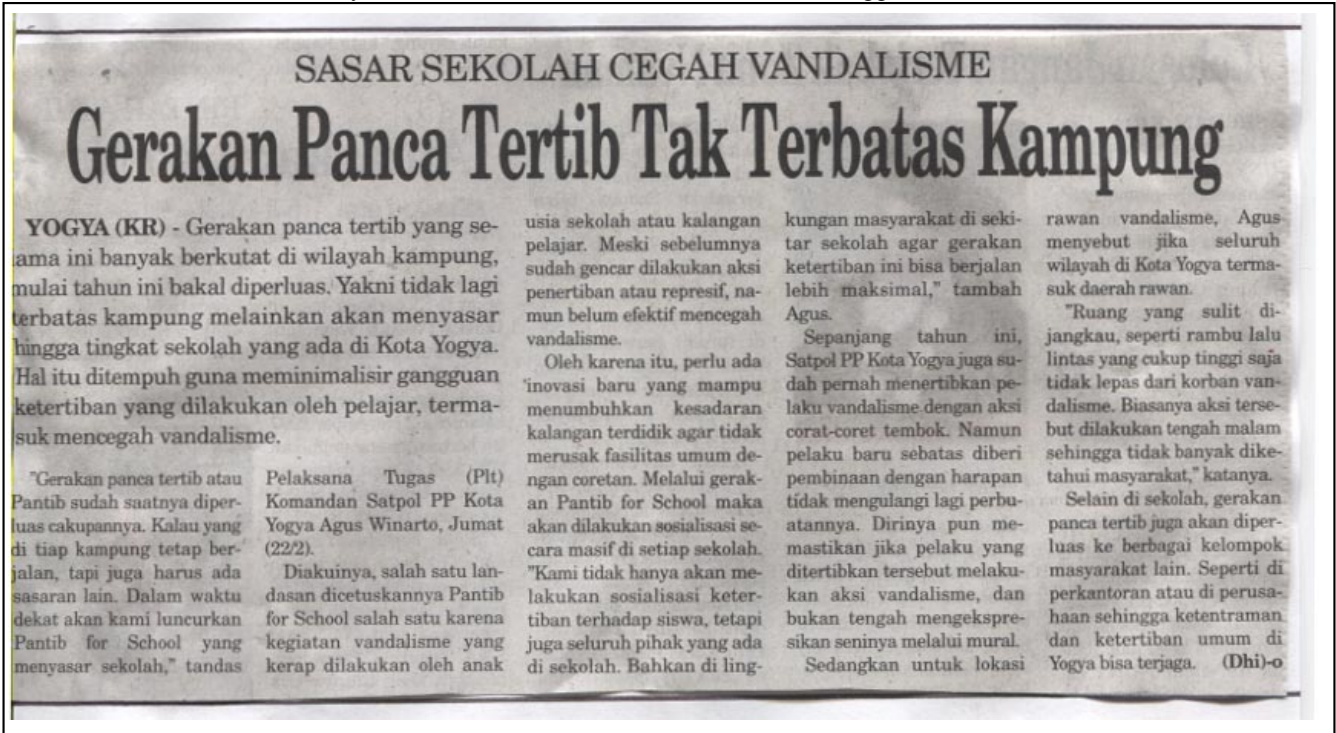 SASAR SEKOLAH CEGAH VANDALISME
Gerakan Panca Tertib Tak Terbatas Kampung
YOGYA (KR) - Gerakan panca tertib yang se-
ama ini banyak berkutat di wilayah kampung,
mulai tahun ini bakal diperluas. Yakni tidak lagi
terbatas kampung melainkan akan menyasar
hingga tingkat sekolah yang ada di Kota Yogya.
Hal itu ditempuh guna meminimalisir gangguan
ketertiban yang dilakukan oleh pelajar, terma-
suk mencegah vandalisme.
"Gerakan panca tertib atau
Pantib sudah saatnya diper-
luas cakupannya. Kalau yang
di tiap kampung tetap ber-
jalan, tapi juga harus ada
sasaran lain. Dalam waktu
dekat akan kami luncurkan
Pantib for School yang
menyasar sekolah," tandas
Pelaksana Tugas (Plt)
Komandan Satpol PP Kota
Yogya Agus Winarto, Jumat
(22/2).
Diakuinya, salah satu lan-
dasan dicetuskannya Pantib
for School salah satu karena
kegiatan vandalisme yang
kerap dilakukan oleh anak
usia sekolah atau kalangan
pelajar. Meski sebelumnya
sudah gencar dilakukan aksi
penertiban atau represif, na-
mun belum efektif mencegah
vandalisme.
Oleh karena itu, perlu ada
inovasi baru yang mampu
menumbuhkan kesadaran
kalangan terdidik agar tidak
merusak fasilitas umum de-
ngan coretan. Melalui gerak-
an Pantib for School maka
akan dilakukan sosialisasi se-
cara masif di setiap sekolah.
"Kami tidak hanya akan me-
lakukan sosialisasi keter-
tiban terhadap siswa, tetapi
juga seluruh pihak yang ada
di sekolah. Bahkan di ling-
kungan masyarakat di seki-
tar sekolah agar gerakan
ketertiban ini bisa berjalan
lebih maksimal," tambah
Agus.
Sepanjang tahun ini,
Satpol PP Kota Yogya juga su-
dah pernah menertibkan pe-
laku vandalisme dengan aksi
corat-coret tembok. Namun
pelaku baru sebatas diberi
pembinaan dengan harapan
tidak mengulangi lagi perbu-
atannya. Dirinya pun me-
mastikan jika pelaku yang
ditertibkan tersebut melaku-
kan aksi vandalisme, dan
bukan tengah mengekspre-
sikan seninya melalui mural.
Sedangkan untuk lokasi
rawan vandalisme, Agus
menyebut jika seluruh
wilayah di Kota Yogya terma-
suk daerah rawan.
"Ruang yang sulit di-
jangkau, seperti rambu lalu
lintas yang cukup tinggi saja
tidak lepas dari korban van-
dalisme. Biasanya aksi terse-
but dilakukan tengah malam
sehingga tidak banyak dike-
tahui masyarakat," katanya.
Selain di sekolah, gerakan
panca tertib juga akan diper-
luas ke berbagai kelompok
masyarakat lain. Seperti di
perkantoran atau di perusa-
haan sehingga ketentraman
dan ketertiban umum di
Yogya bisa terjaga. (Dhi)-o